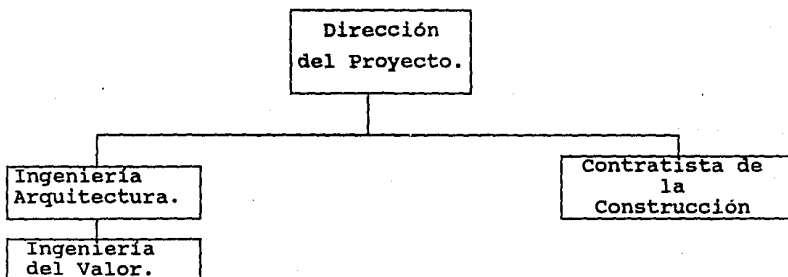 Dirección
del Proyecto.
Ingeniería
Arquitectura.
Contratista de
la
Construcción
Ingeniería
del Valor.